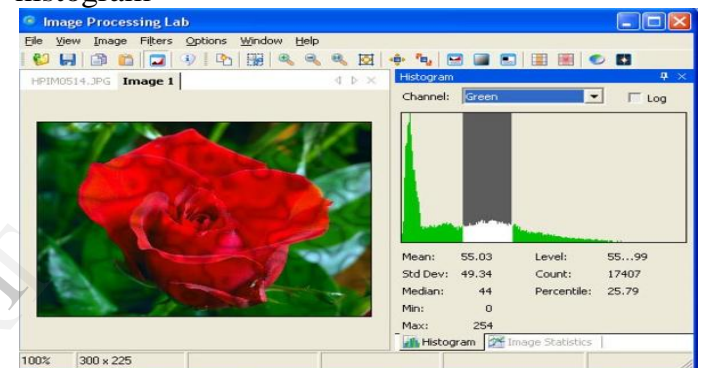 histogram
Image Processing Lab
File View Image Filters Options Window Help
HPIM0514.JPG Image 1
Histogram
Channel: Green Log
Mean: 55.03 Level: 55...99
Std Dev: 49.34 Count: 17407
Median: 44 Percentile: 25.79
Min: 0
Max: 254
Histogram Image Statistics
100% 300 x 225